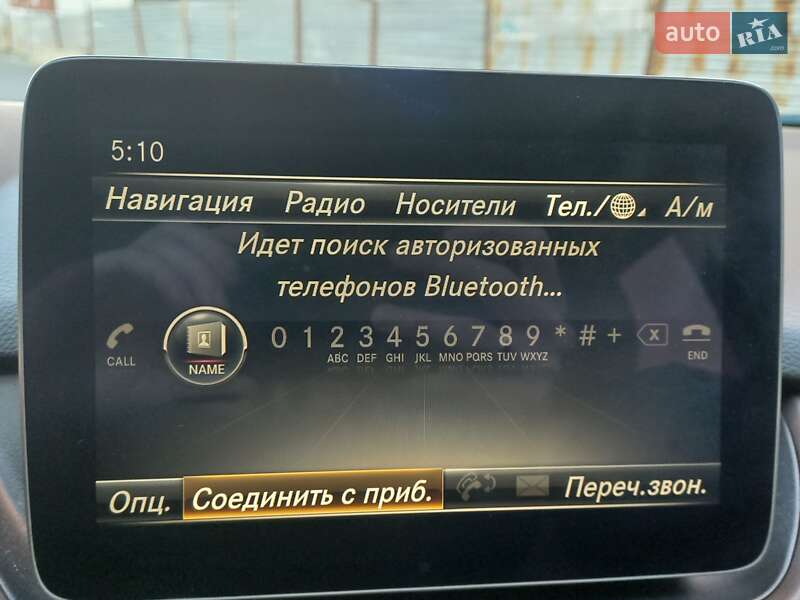 auto RIA .com
5:10
Навигация Радио Носители Тел./ А/м
Идет поиск авторизованных
телефонов Bluetooth...
0 1 2 3 4 5 6 7 8 9 * # +
CALL NAME ABC DEF GHI JKL MNO PQRS TUV WXYZ END
Опц. Соединить с приб. Переч.звон.